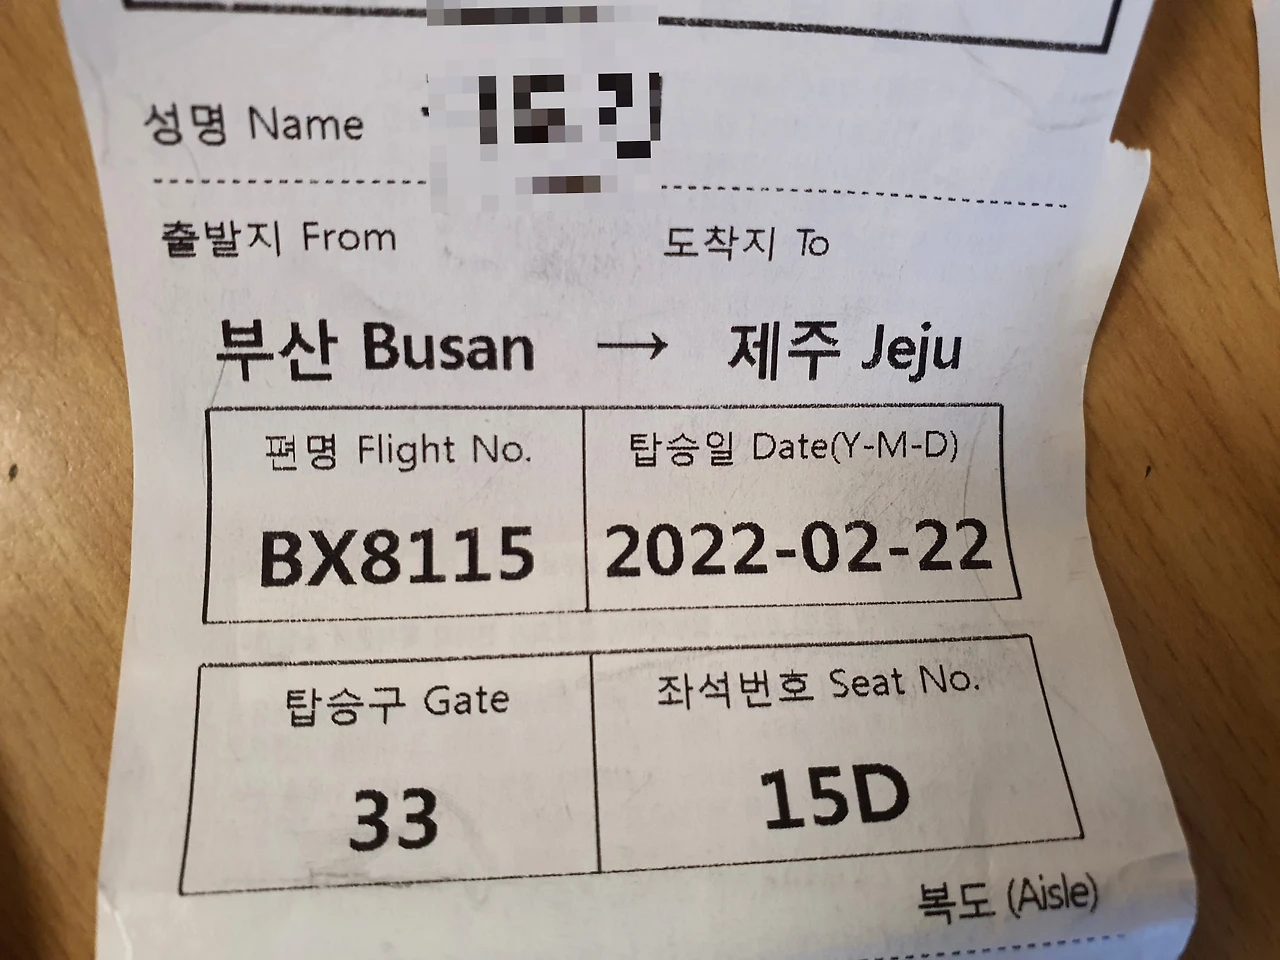 성명 Name
출발지 From 도착지 To
부산 Busan → 제주 Jeju
편명 Flight No. 탑승일 Date(Y-M-D)
BX8115 2022-02-22
탑승구 Gate 좌석번호 Seat No.
33 15D
복도 (Aisle)